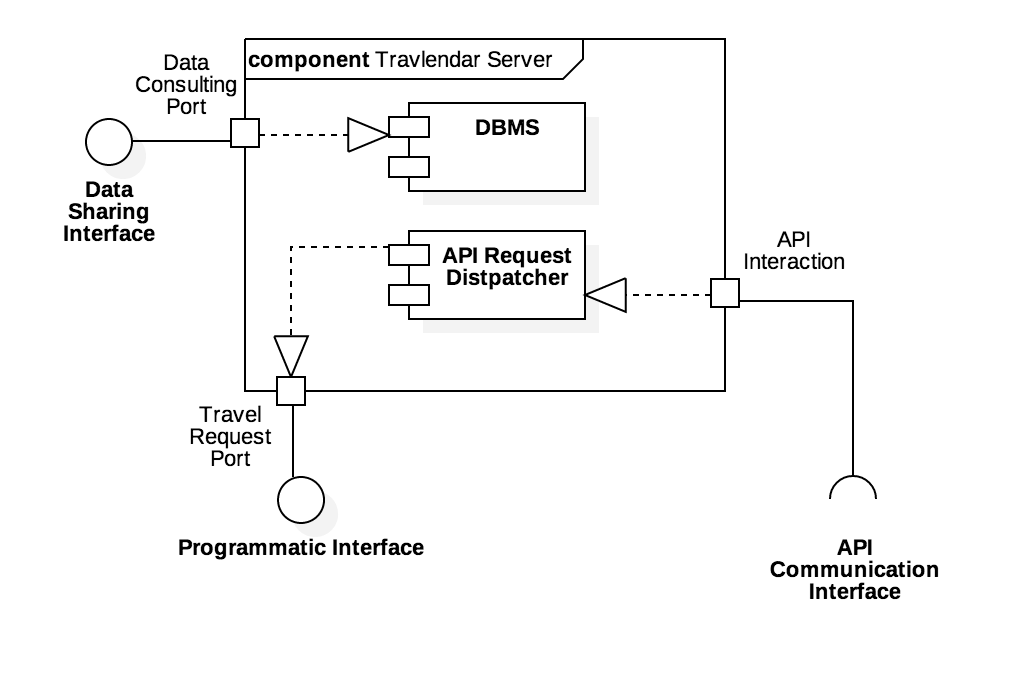 component Travlendar Server
Data
Consulting
Port
DBMS
Data
Sharing
Interface
API Request
Distpatcher
API
Interaction
Travel
Request
Port
Programmatic Interface
API
Communication
Interface